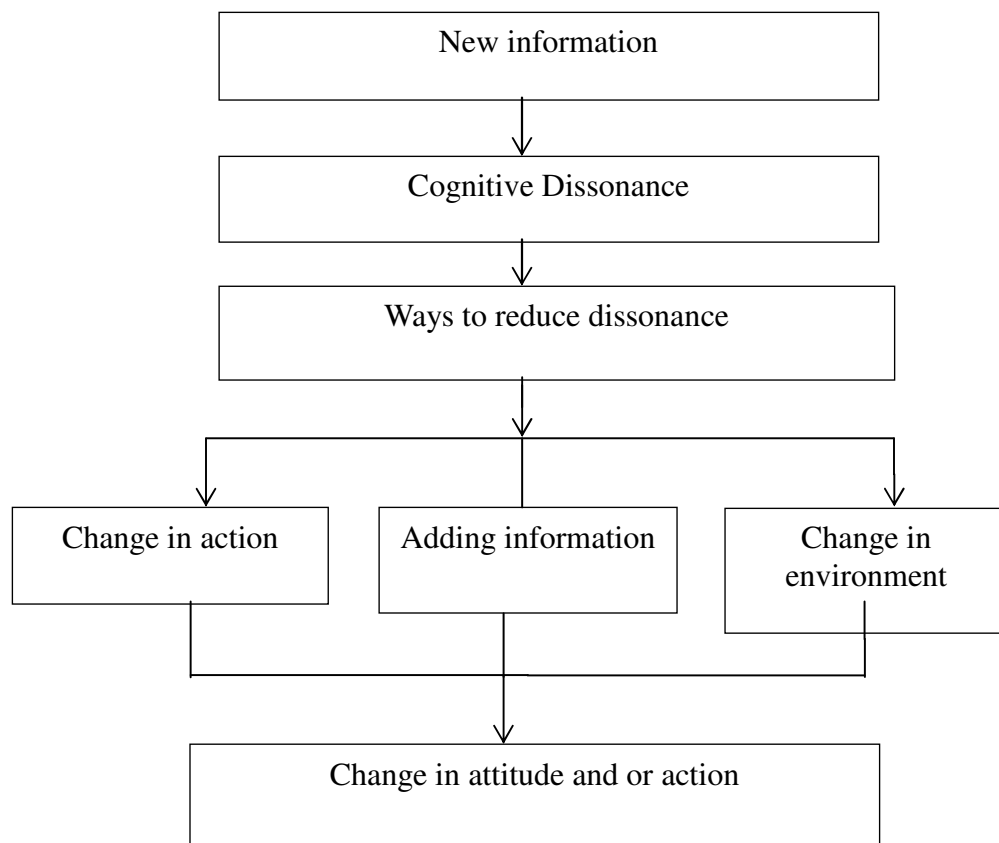 New information
Cognitive Dissonance
Ways to reduce dissonance
Change in action
Adding information
Change in
environment
Change in attitude and or action